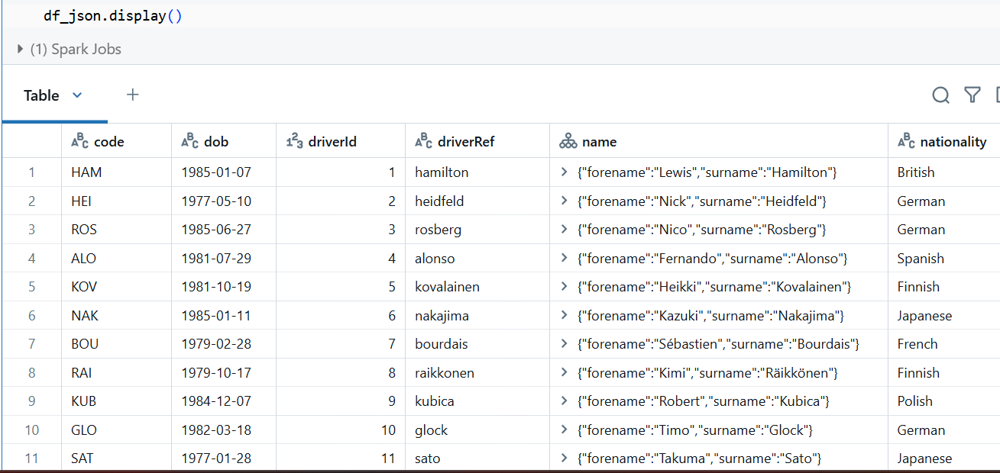 df_json.display()
(1) Spark Jobs
Table
code dob driverId driverRef name nationality
1 HAM 1985-01-07 1 hamilton {"forename":"Lewis","surname":"Hamilton"} British
2 HEI 1977-05-10 2 heidfeld {"forename":"Nick","surname":"Heidfeld"} German
3 ROS 1985-06-27 3 rosberg {"forename":"Nico","surname":"Rosberg"} German
4 ALO 1981-07-29 4 alonso {"forename":"Fernando","surname":"Alonso"} Spanish
5 KOV 1981-10-19 5 kovalainen {"forename":"Heikki","surname":"Kovalainen"} Finnish
6 NAK 1985-01-11 6 nakajima {"forename":"Kazuki","surname":"Nakajima"} Japanese
7 BOU 1979-02-28 7 bourdais {"forename":"Sébastien","surname":"Bourdais"} French
8 RAI 1979-10-17 8 raikkonen {"forename":"Kimi","surname":"Räikkönen"} Finnish
9 KUB 1984-12-07 9 kubica {"forename":"Robert","surname":"Kubica"} Polish
10 GLO 1982-03-18 10 glock {"forename":"Timo","surname":"Glock"} German
11 SAT 1977-01-28 11 sato {"forename":"Takuma","surname":"Sato"} Japanese